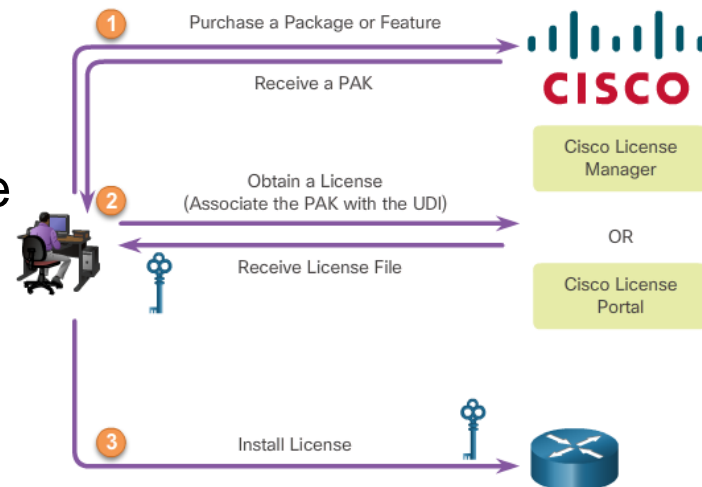 1
Purchase a Package or Feature
Receive a PAK
CISCO
Cisco License
Manager
e
2
Obtain a License
(Associate the PAK with the UDI)
OR
Receive License File
Cisco License
Portal
3
Install License